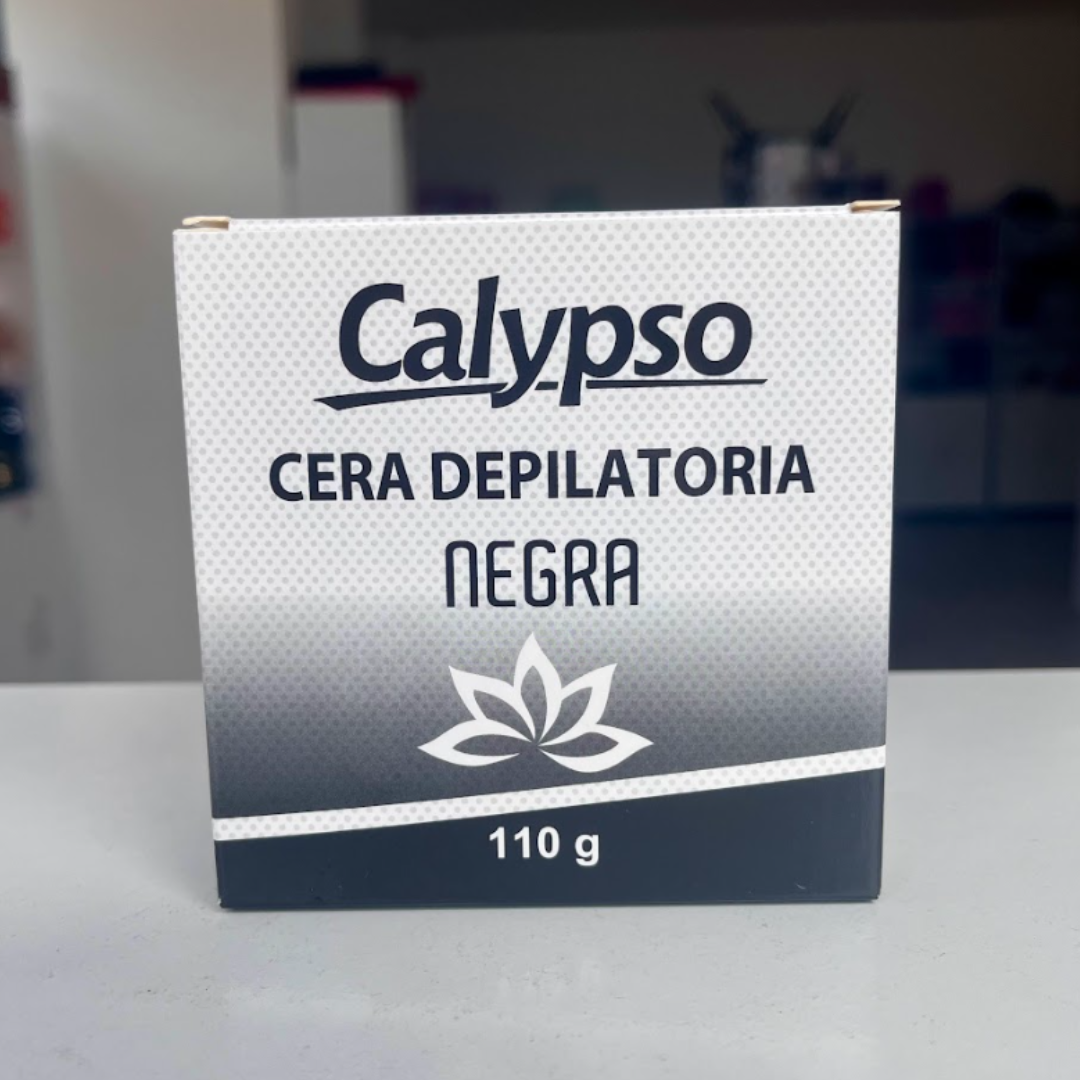 Calypso
CERA DEPILATORIA
NEGRA
110 g